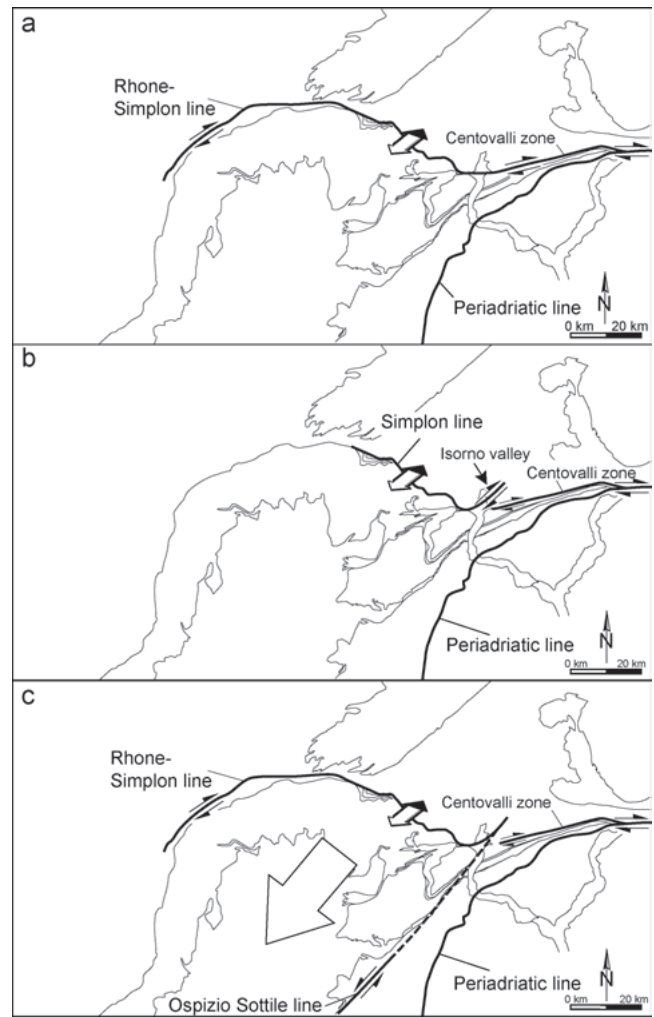 a
Rhone-
Simplon line
Centovalli zone
Periadriatic line
N
0 km 20 km
b
Simplon line
Isorno valley
Centovalli zone
Periadriatic line
N
0 km 20 km
c
Rhone-
Simplon line
Centovalli zone
Periadriatic line
Ospizio Sottile line
N
0 km 20 km